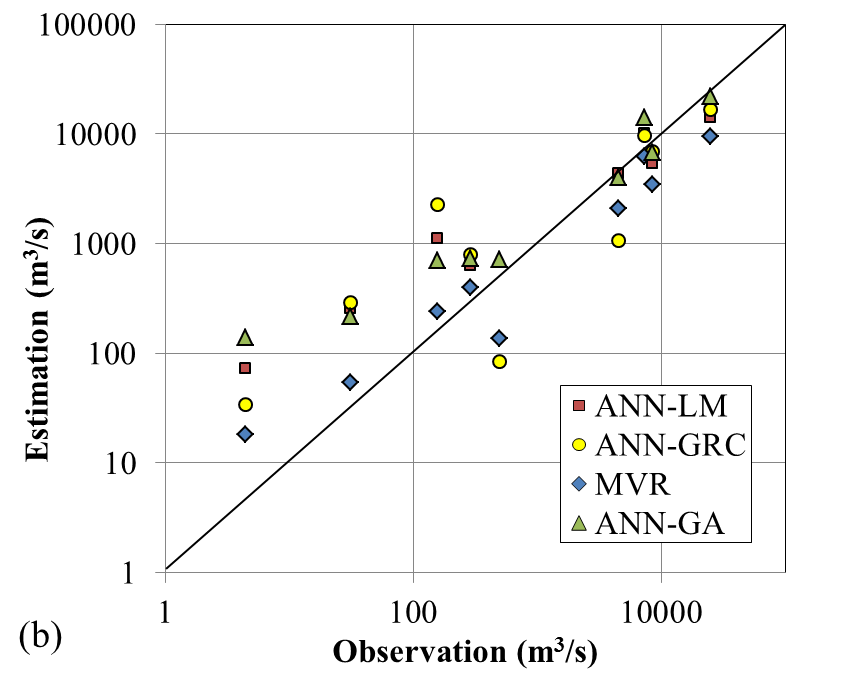 100000
10000
1000
100
10
1
Estimation (m³/s)
ANN-LM
ANN-GRC
MVR
ANN-GA
1
100
10000
(b)
Observation (m³/s)